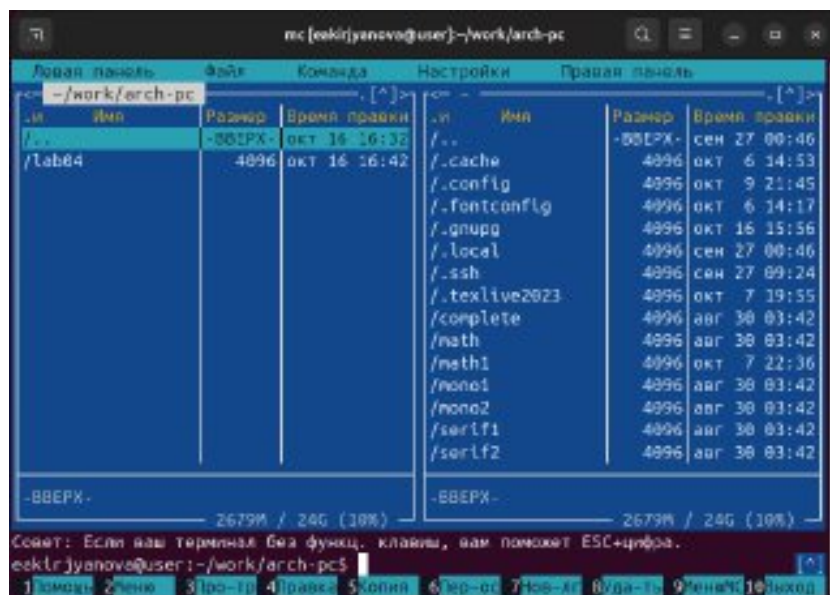 mc [eakirjyanova@user]:~/work/arch-pc
Левая панель Файл Команда Настройки Правая панель
<— ~/work/arch-pc .[^]> <— ~ .[^]>
.и Имя Размер Время правки .и Имя Размер Время правки
/.. -ВВЕРХ- окт 16 16:32 /.. -ВВЕРХ- сен 27 00:46
/lab04 4096 окт 16 16:42 /.cache 4096 окт 6 14:53
/.config 4096 окт 9 21:45
/.fontconfig 4096 окт 6 14:17
/.gnupg 4096 окт 16 15:56
/.local 4096 сен 27 00:46
/.ssh 4096 сен 27 09:24
/.texlive2023 4096 окт 7 19:55
/complete 4096 авг 30 03:42
/math 4096 авг 30 03:42
/math1 4096 окт 7 22:36
/mono1 4096 авг 30 03:42
/mono2 4096 авг 30 03:42
/serif1 4096 авг 30 03:42
/serif2 4096 авг 30 03:42
-ВВЕРХ- -ВВЕРХ-
2679M / 24G (10%) 2679M / 24G (10%)
Совет: Если ваш терминал без функц. клавиш, вам поможет ESC+цифра.
eakirjyanova@user:~/work/arch-pc$ [^]
1Помощь 2Меню 3Про-тр 4Правка 5Копия 6Пер-ос 7Нов-лг 8Уда-ть 9МенюMC 10Выход